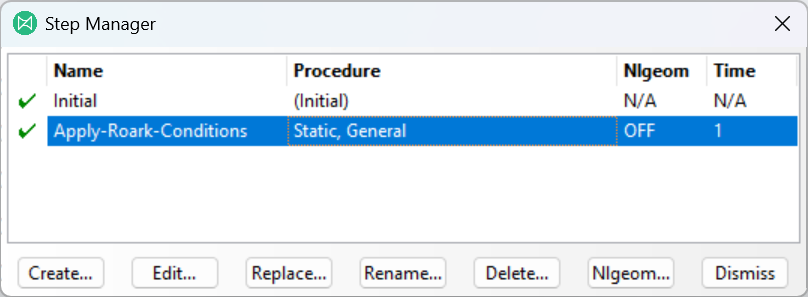 Step Manager
Name Procedure Nlgeom Time
Initial (Initial) N/A N/A
Apply-Roark-Conditions Static, General OFF 1
Create... Edit... Replace... Rename... Delete... Nlgeom... Dismiss